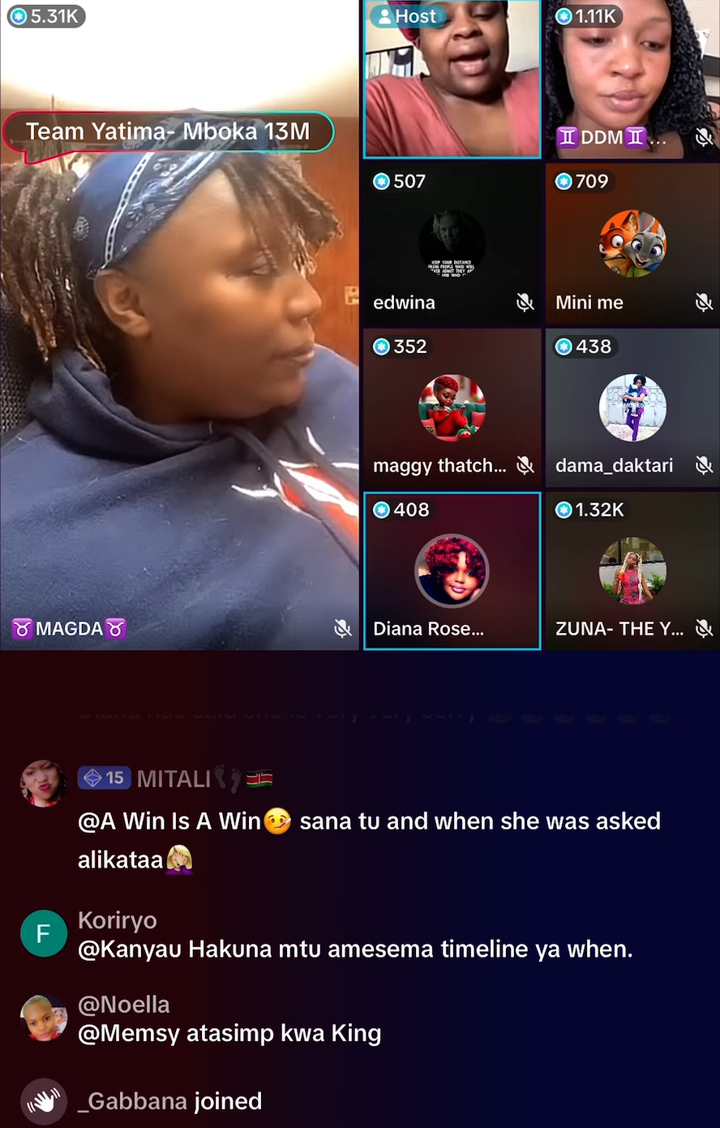 5.31K
Team Yatima- Mboka 13M
♉MAGDA♉
Host
1.11K
♊DDM♊...
507
edwina
709
Mini me
352
maggy thatch...
438
dama_daktari
408
Diana Rose...
1.32K
ZUNA- THE Y...
15 MITALI👣🇰🇪
@A Win Is A Win🤒 sana tu and when she was asked
alikataa🤦🏼‍♀️
F
Koriryo
@Kanyau Hakuna mtu amesema timeline ya when.
@Noella
@Memsy atasimp kwa King
_Gabbana joined